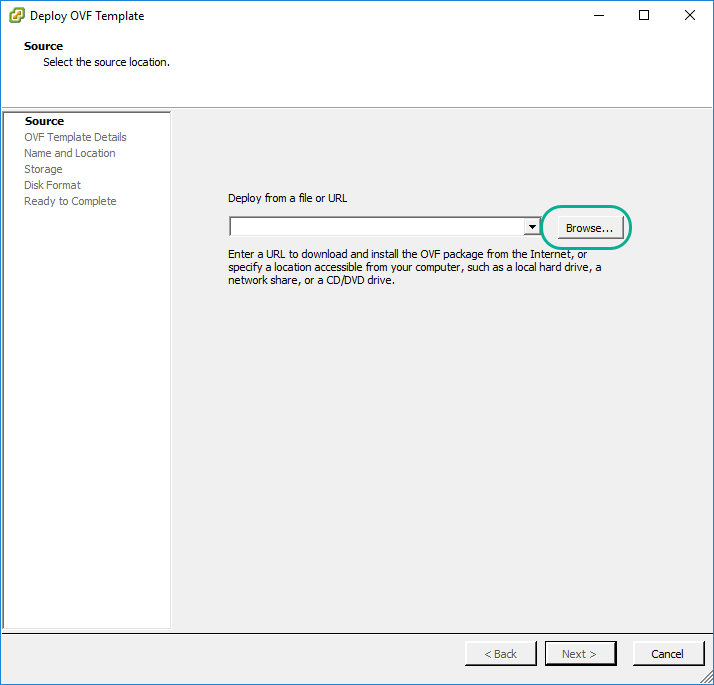 Deploy OVF Template
Source
Select the source location.
Source
OVF Template Details
Name and Location
Storage
Disk Format
Ready to Complete
Deploy from a file or URL
Browse...
Enter a URL to download and install the OVF package from the Internet, or
specify a location accessible from your computer, such as a local hard drive, a
network share, or a CD/DVD drive.
< Back
Next >
Cancel